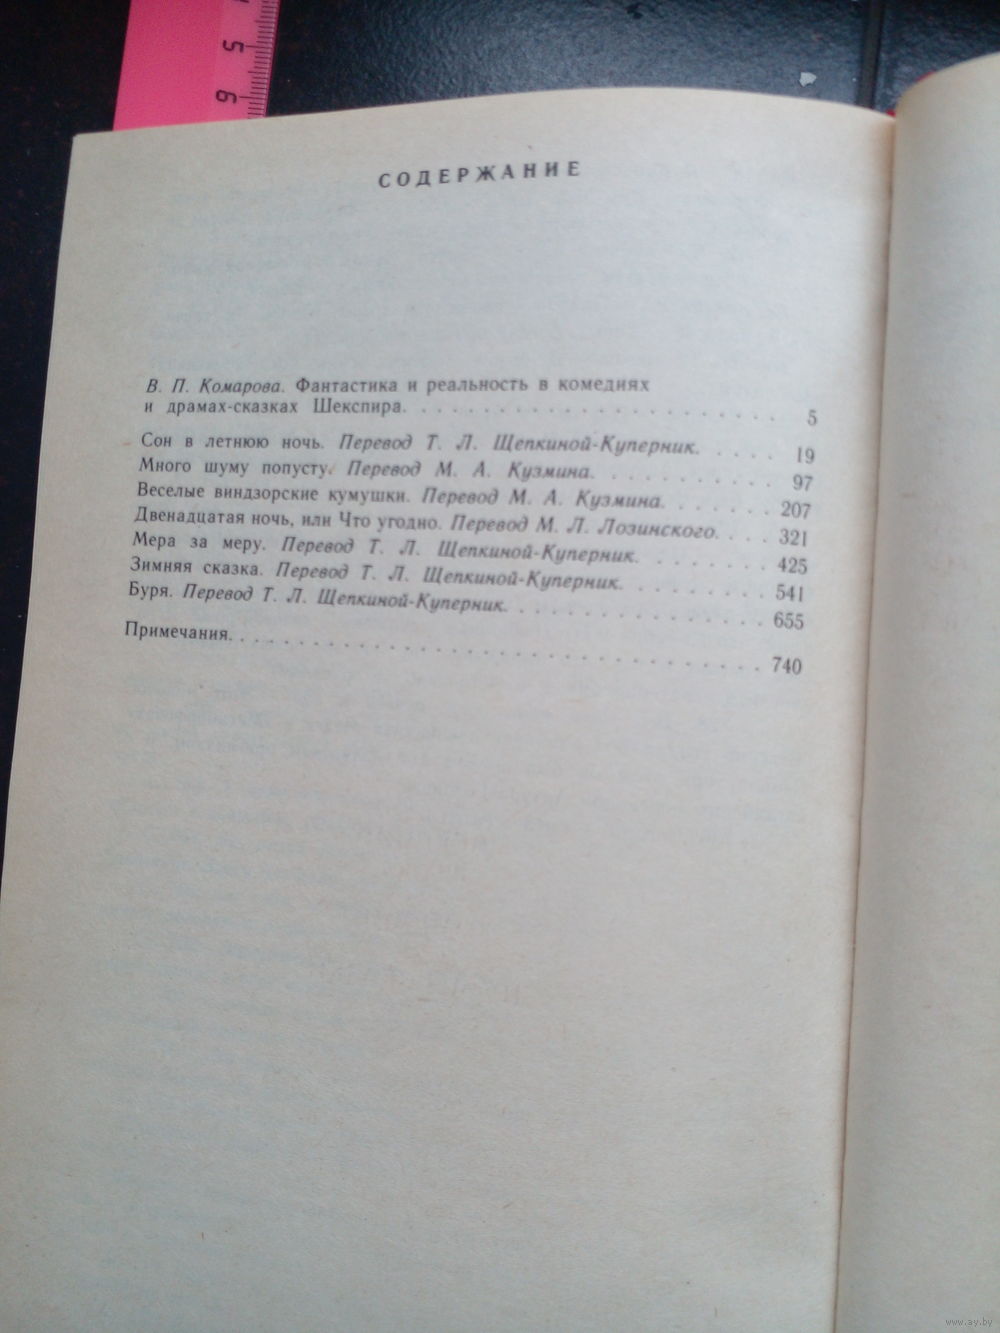 5
6
СОДЕРЖАНИЕ
В. П. Комарова. Фантастика и реальность в комедиях
и драмах-сказках Шекспира. . . . . . . . . . . . . . . . . . . . 5
Сон в летнюю ночь. Перевод Т. Л. Щепкиной-Куперник. . . . . 19
Много шуму попусту. Перевод М. А. Кузмина. . . . . . . . . . 97
Веселые виндзорские кумушки. Перевод М. А. Кузмина. . . . . . . 207
Двенадцатая ночь, или Что угодно. Перевод М. Л. Лозинского. . . . 321
Мера за меру. Перевод Т. Л. Щепкиной-Куперник. . . . . . . . 425
Зимняя сказка. Перевод Т. Л. Щепкиной-Куперник. . . . . . . . . 541
Буря. Перевод Т. Л. Щепкиной-Куперник. . . . . . . . . . . . . . 655
Примечания. . . . . . . . . . . . . . . . . . . . . . . . . . . . . . 740
www.ay.by